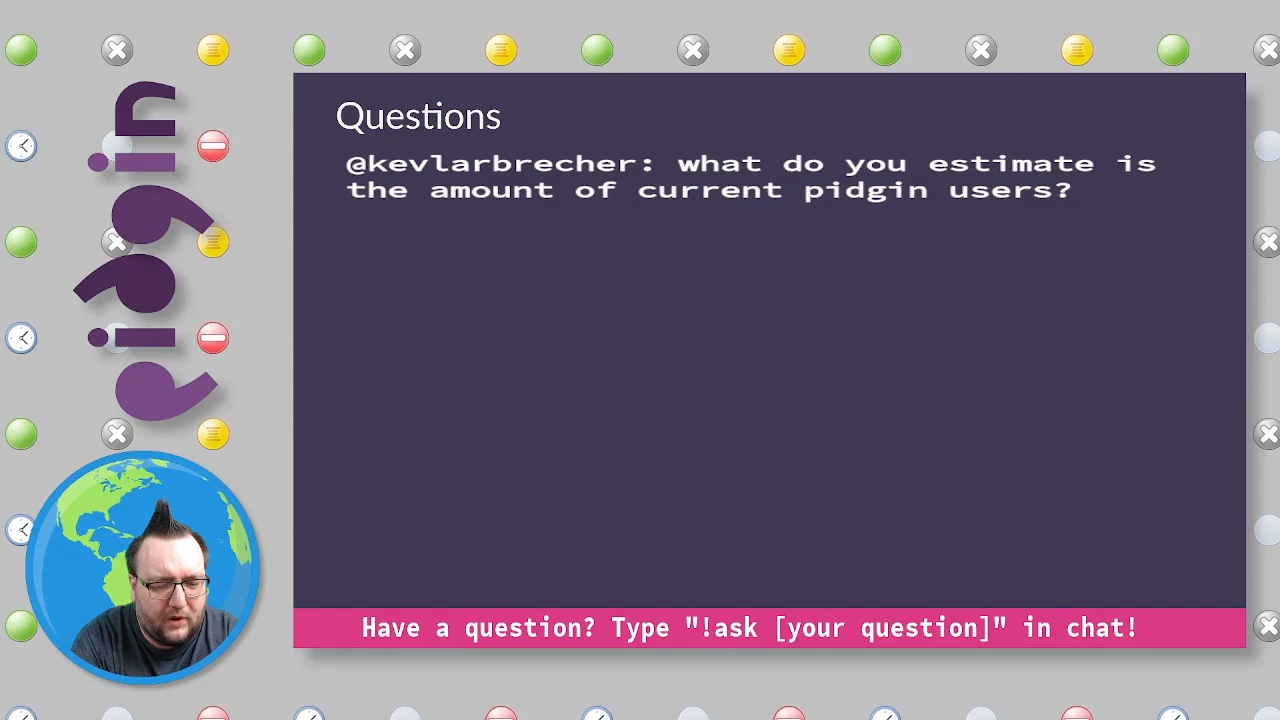 pidgin
Questions
@kevlarbrecher: what do you estimate is
the amount of current pidgin users?
Have a question? Type "!ask [your question]" in chat!